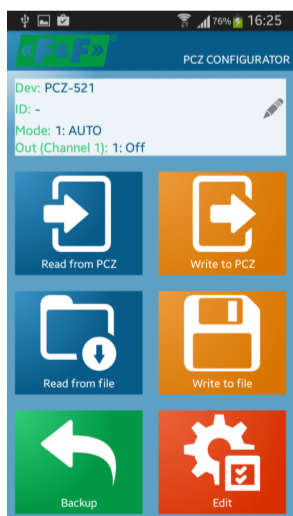 76% 16:25
«F&F»® PCZ CONFIGURATOR
Dev: PCZ-521
ID: -
Mode: 1: AUTO
Out (Channel 1): 1: Off
Read from PCZ
Write to PCZ
Read from file
Write to file
Backup
Edit